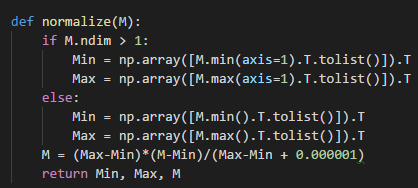 def normalize(M):
    if M.ndim > 1:
        Min = np.array([M.min(axis=1).T.tolist()]).T
        Max = np.array([M.max(axis=1).T.tolist()]).T
    else:
        Min = np.array([M.min().T.tolist()]).T
        Max = np.array([M.max().T.tolist()]).T
    M = (Max-Min)*(M-Min)/(Max-Min + 0.000001)
    return Min, Max, M